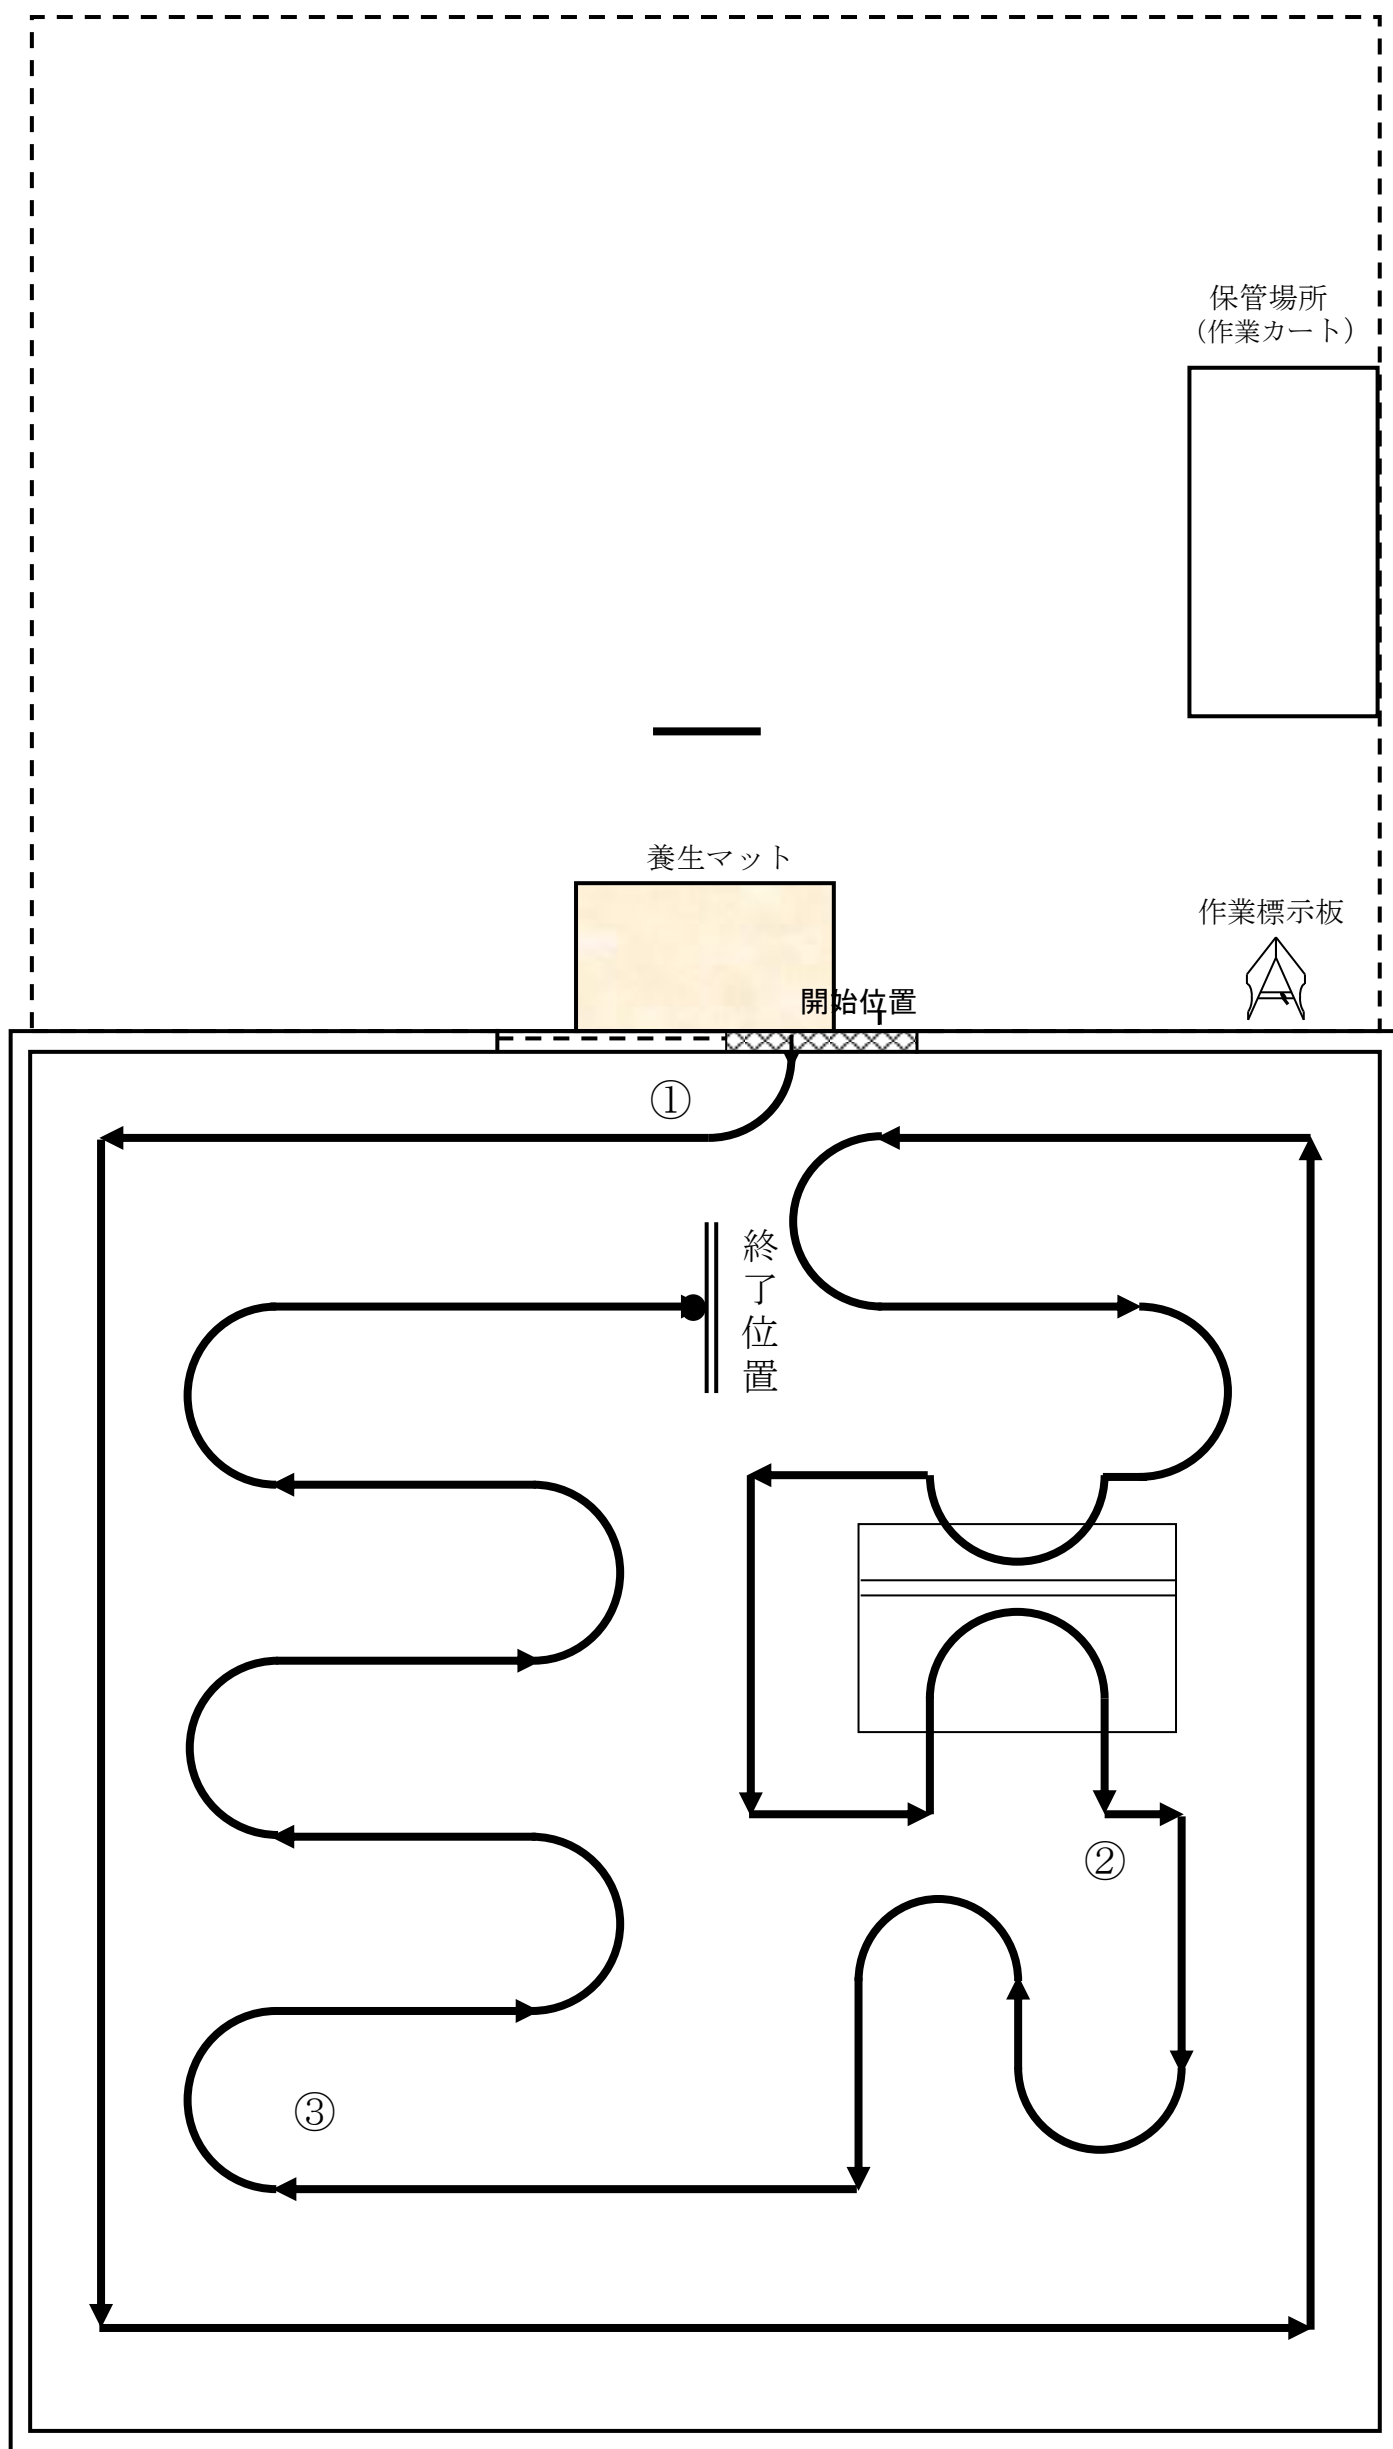 保管場所
（作業カート）
養生マット
作業標示板
開始位置
①
終了位置
②
③